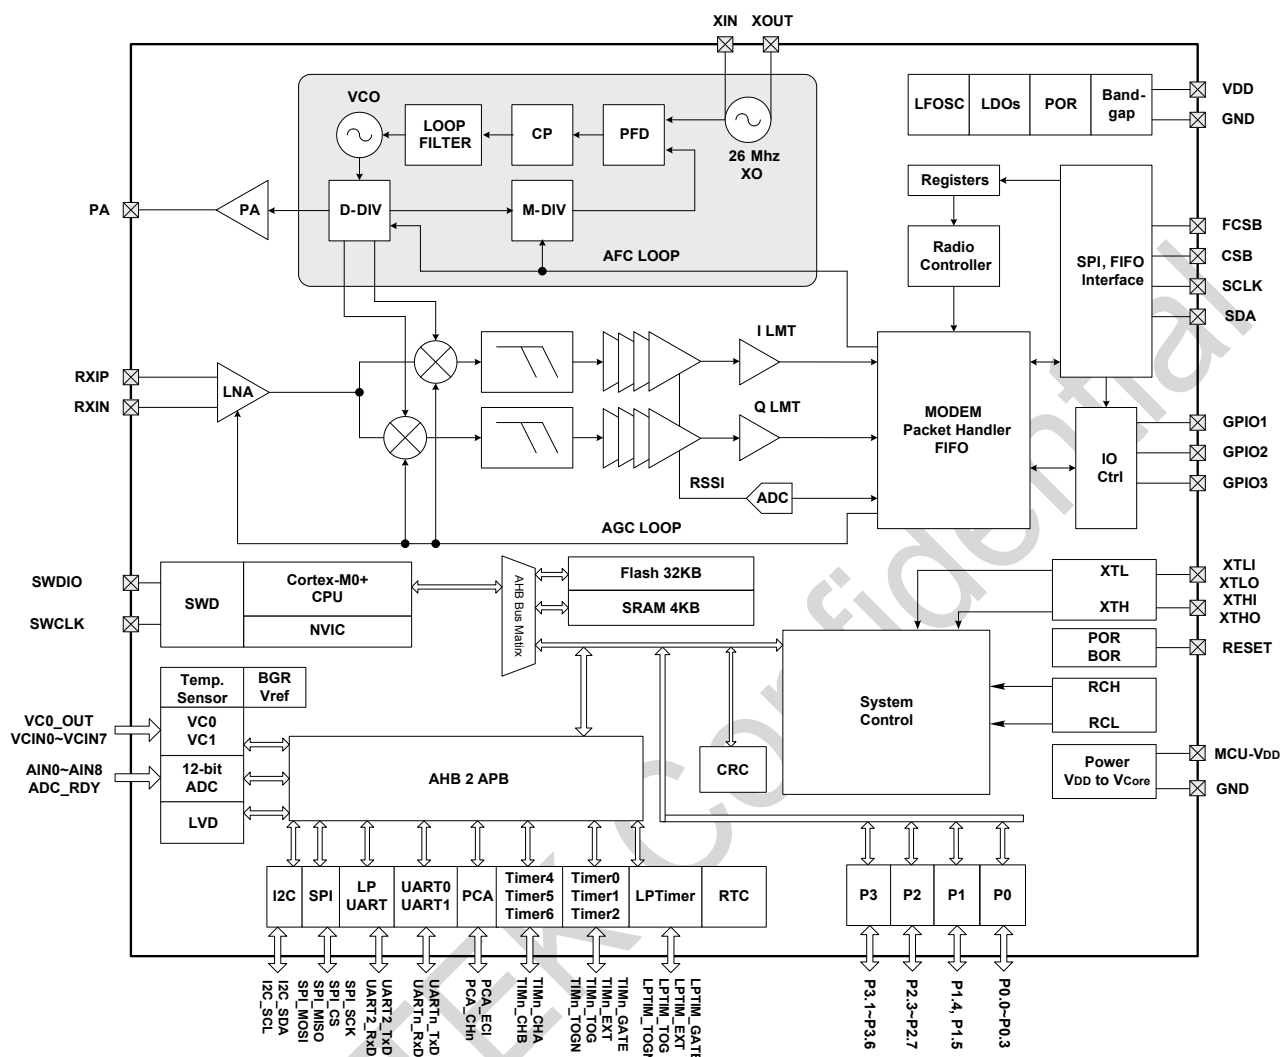 XIN XOUT
VCO
LOOP
FILTER
CP
PFD
26 Mhz
XO
LFOSC
LDOs
POR
Band-
gap
VDD
GND
PA
PA
D-DIV
M-DIV
AFC LOOP
Registers
Radio
Controller
SPI, FIFO
Interface
FCSB
CSB
SCLK
SDA
RXIP
RXIN
LNA
I LMT
Q LMT
RSSI
ADC
AGC LOOP
MODEM
Packet Handler
FIFO
IO
Ctrl
GPIO1
GPIO2
GPIO3
SWDIO
SWCLK
SWD
Cortex-M0+
CPU
NVIC
AHB Bus Matirx
Flash 32KB
SRAM 4KB
XTL
XTH
XTLI
XTLO
XTHI
XTHO
POR
BOR
RESET
RCH
RCL
System
Control
Power
VDD to VCore
MCU-VDD
GND
Temp.
Sensor
BGR
Vref
VC0_OUT
VCIN0~VCIN7
VC0
VC1
AIN0~AIN8
ADC_RDY
12-bit
ADC
LVD
AHB 2 APB
CRC
I2C
SPI
LP
UART
UART0
UART1
PCA
Timer4
Timer5
Timer6
Timer0
Timer1
Timer2
LPTimer
RTC
P3
P2
P1
P0
I2C_SDA
I2C_SCL
SPI_SCK
SPI_CS
SPI_MISO
SPI_MOSI
UART2_TxD
UART2_RxD
UARTn_TxD
UARTn_RxD
PCA_ECI
PCA_CHn
TIMn_CHA
TIMn_CHB
TIMn_GATE
TIMn_EXT
TIMn_TOG
TIMn_TOGN
LPTIM_GATE
LPTIM_EXT
LPTIM_TOG
LPTIM_TOGN
P3.1~P3.6
P2.3~P2.7
P1.4, P1.5
P0.0~P0.3
Confidential